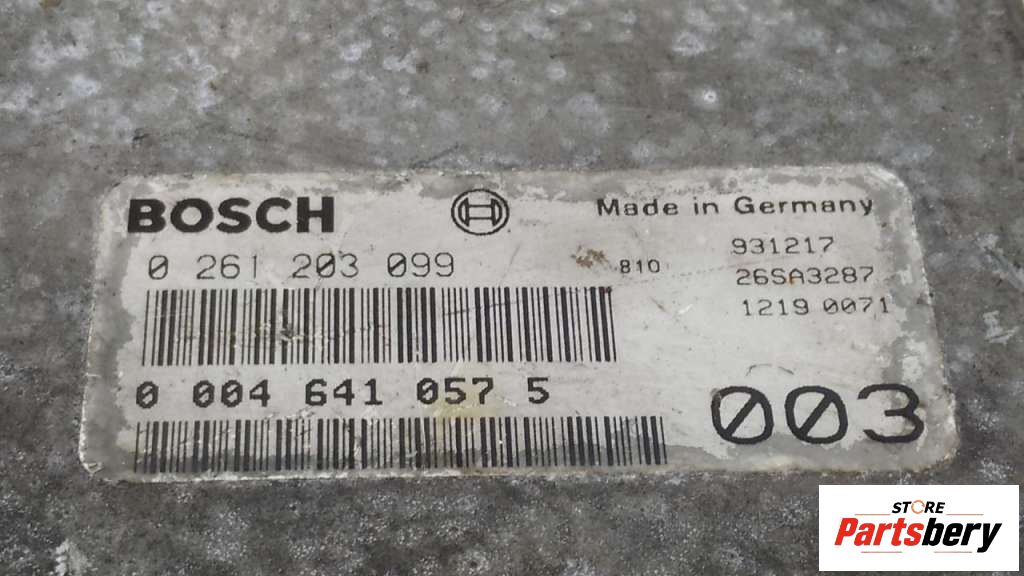 BOSCH
Made in Germany
0 261 203 099
810
931217
26SA3287
1219 0071
0 004 641 057 5
003
STORE
Partsbery